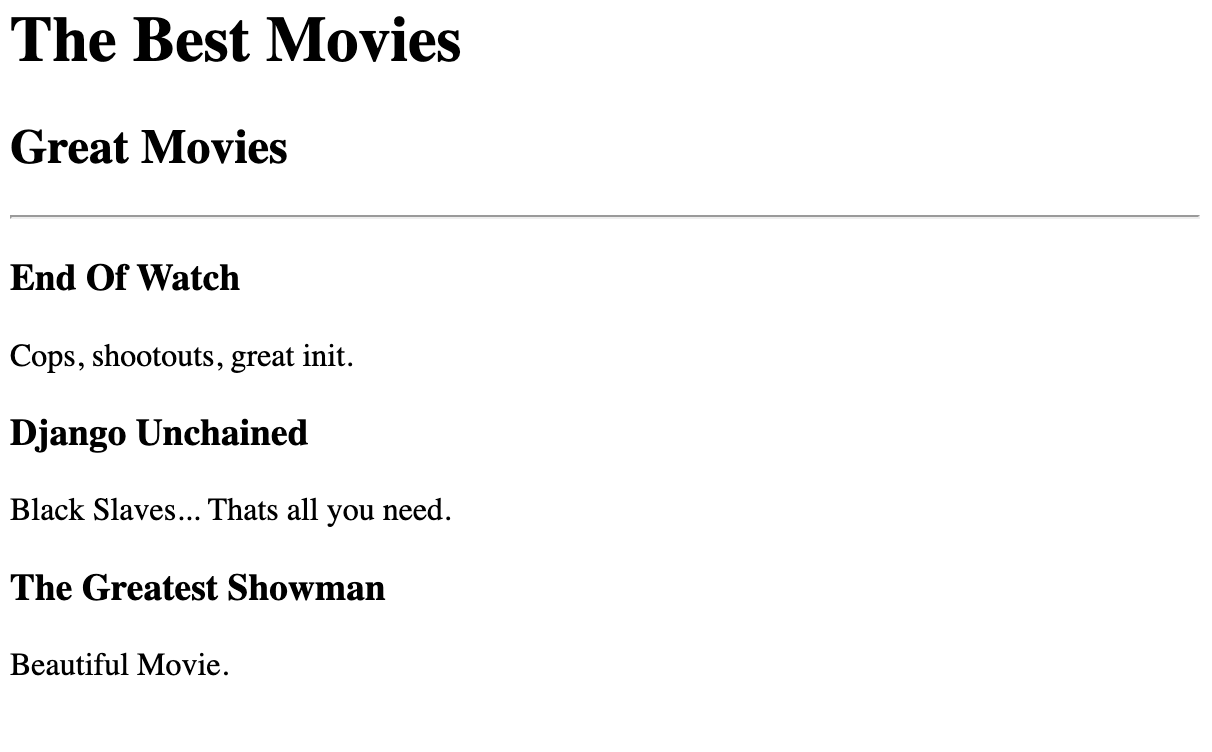 The Best Movies
Great Movies
End Of Watch
Cops, shootouts, great init.
Django Unchained
Black Slaves... Thats all you need.
The Greatest Showman
Beautiful Movie.